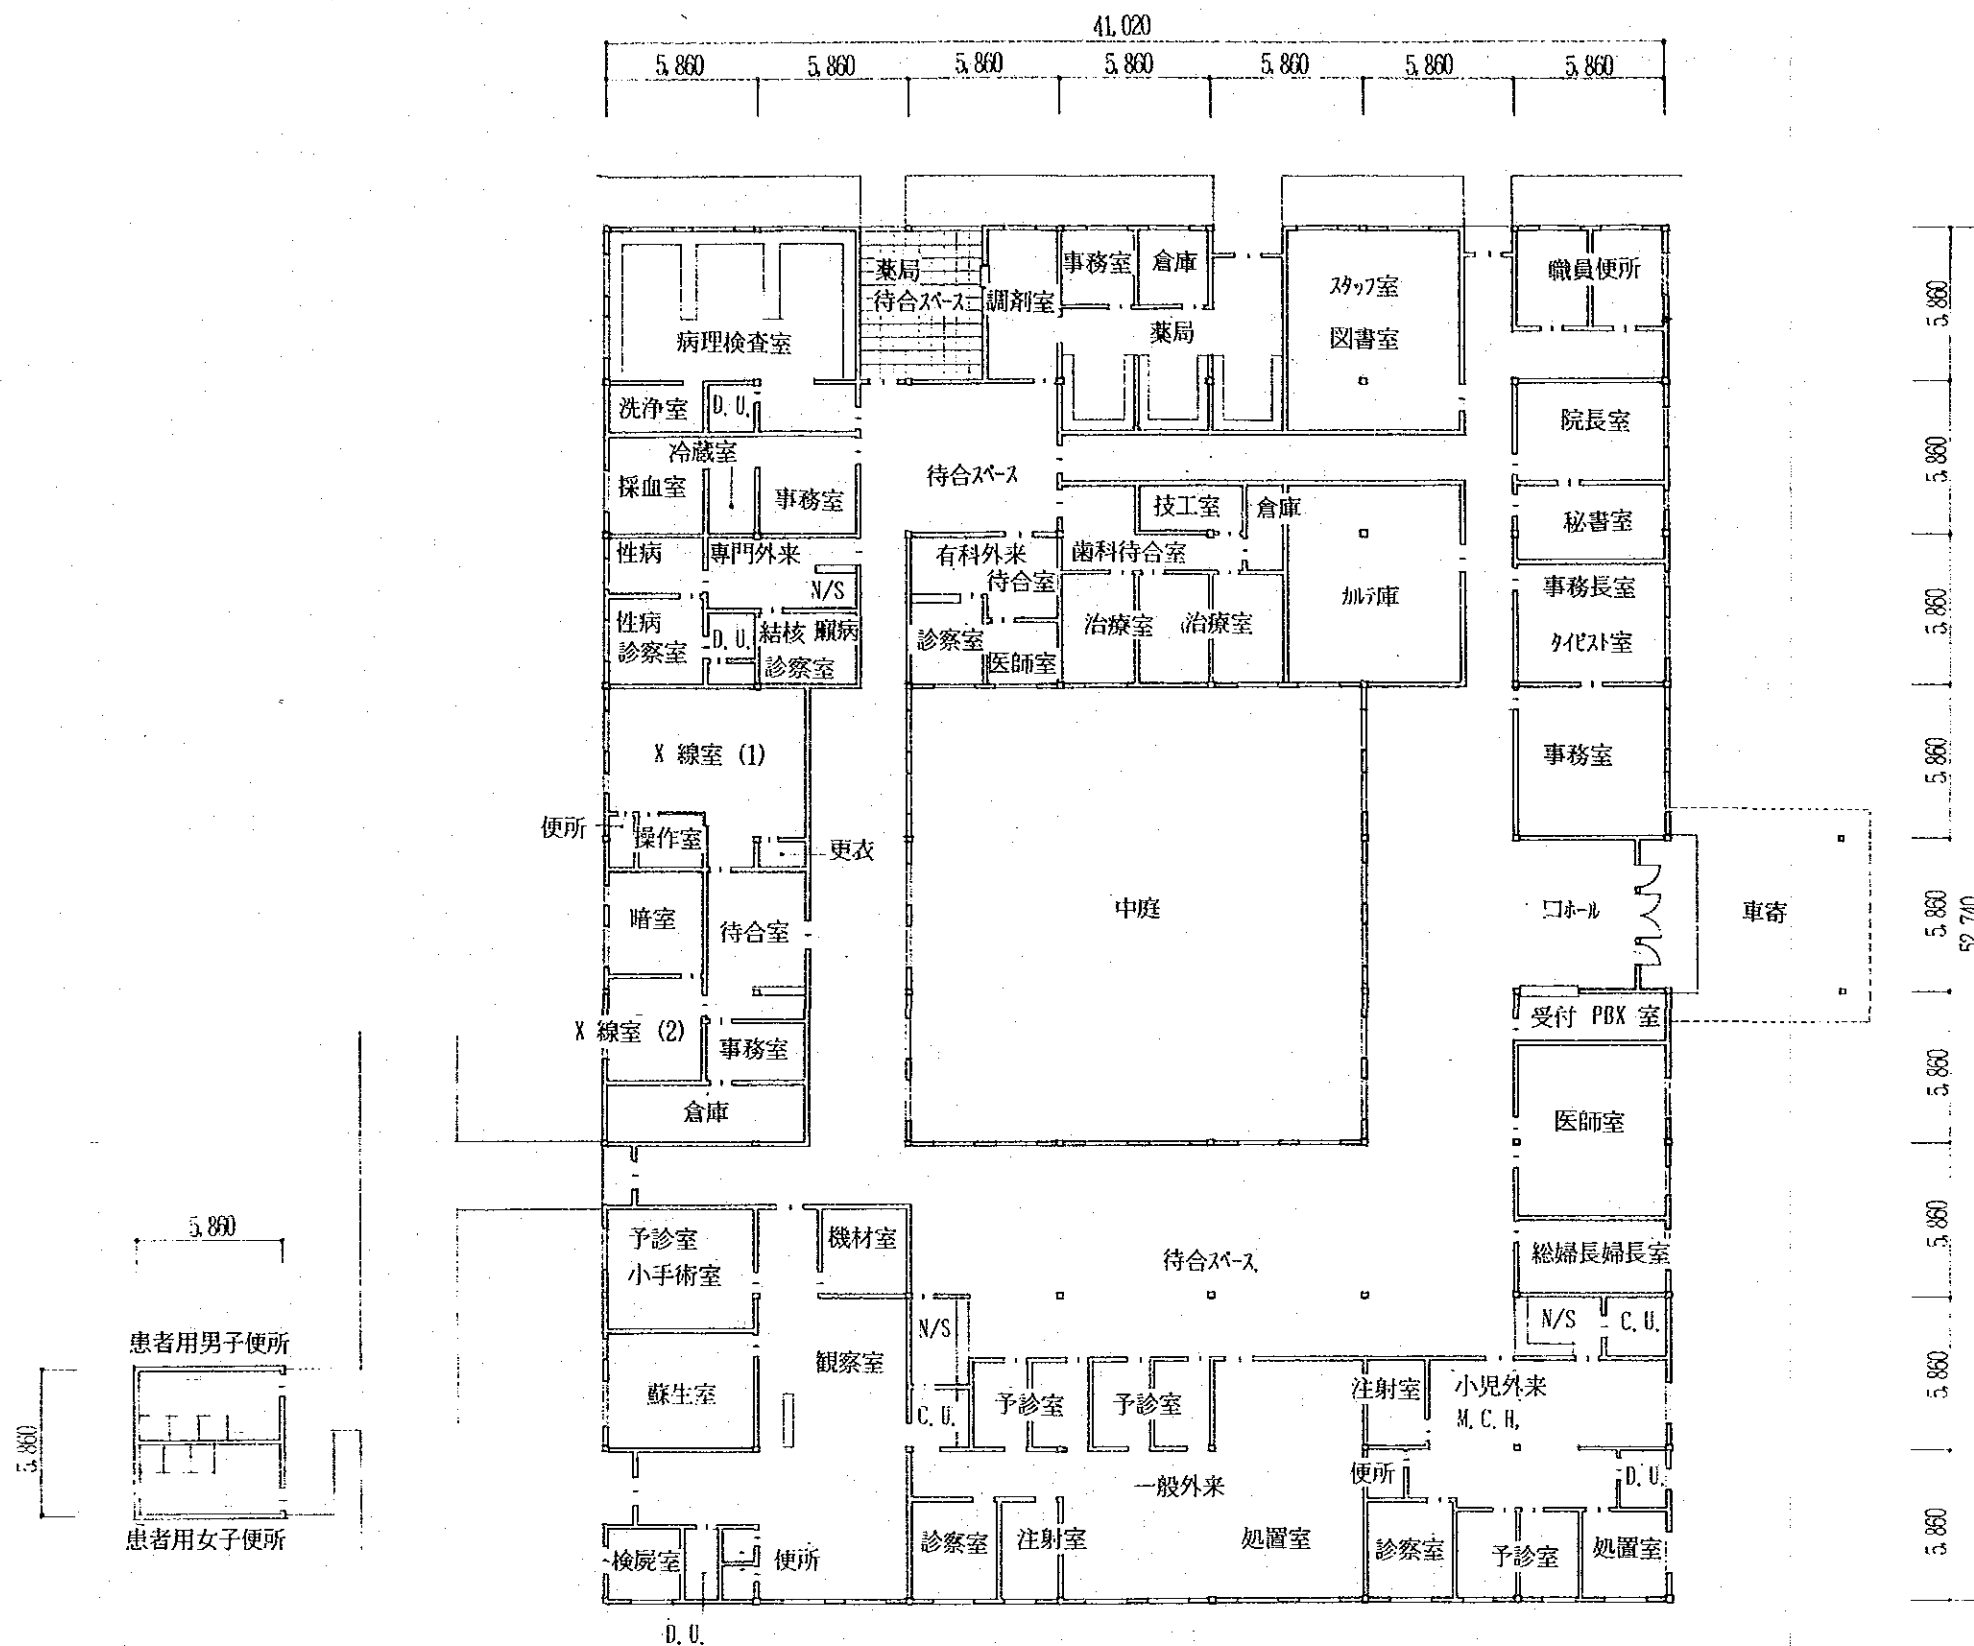 41,020
5,860 5,860 5,860 5,860 5,860 5,860 5,860
薬局
待合スペース
調剤室
事務室
倉庫
薬局
スタッフ室
図書室
職員便所
病理検査室
洗浄室
D.U.
冷蔵室
採血室
事務室
待合スペース
院長室
秘書室
技工室
倉庫
性病
専門外来
N/S
有料外来
待合室
歯科待合室
カルテ庫
事務長室
タイピスト室
性病
診察室
D.U.
結核 癩病
診察室
診察室
医師室
治療室
治療室
X 線室 (1)
事務室
便所
操作室
更衣
暗室
待合室
中庭
口ホール
車寄
X 線室 (2)
事務室
受付 PBX 室
倉庫
医師室
予診室
小手術室
機材室
待合スペース
総婦長婦長室
N/S
N/S
C.U.
観察室
蘇生室
C.U.
予診室
予診室
注射室
小児外来
M.C.H.
一般外来
便所
D.U.
検屍室
便所
診察室
注射室
処置室
診察室
予診室
処置室
D.U.
5,860
患者用男子便所
5,860
患者用女子便所
5,860
5,860
5,860
5,860
5,860
52,740
5,860
5,860
5,860
5,860